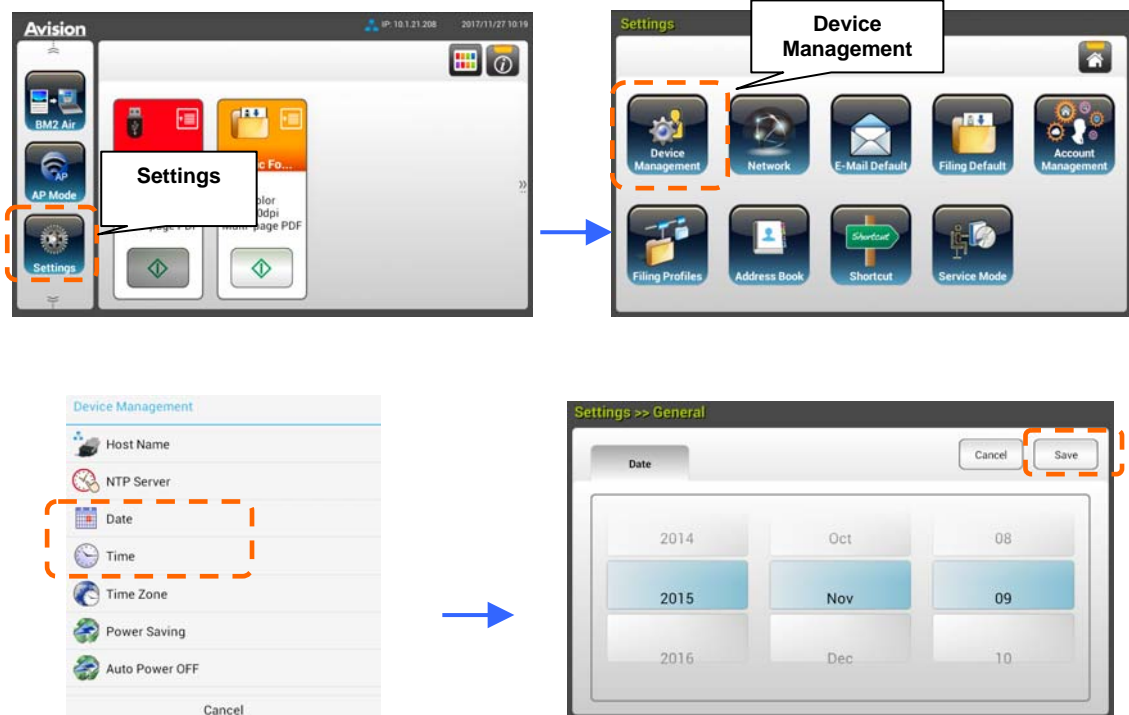 Avision
IP: 10.1.21.208 2017/11/27 10:19
BM2 Air
AP Mode
Settings
Settings
c Fo...
olor
0dpi
page PDF
page PDF
Settings
Device
Management
Device
Management
Network
E-Mail Default
Filing Default
Account
Management
Filing Profiles
Address Book
Shortcut
Shortcut
Service Mode
Device Management
Host Name
NTP Server
Date
Time
Time Zone
Power Saving
Auto Power OFF
Cancel
Settings >> General
Date
Cancel
Save
2014 Oct 08
2015 Nov 09
2016 Dec 10